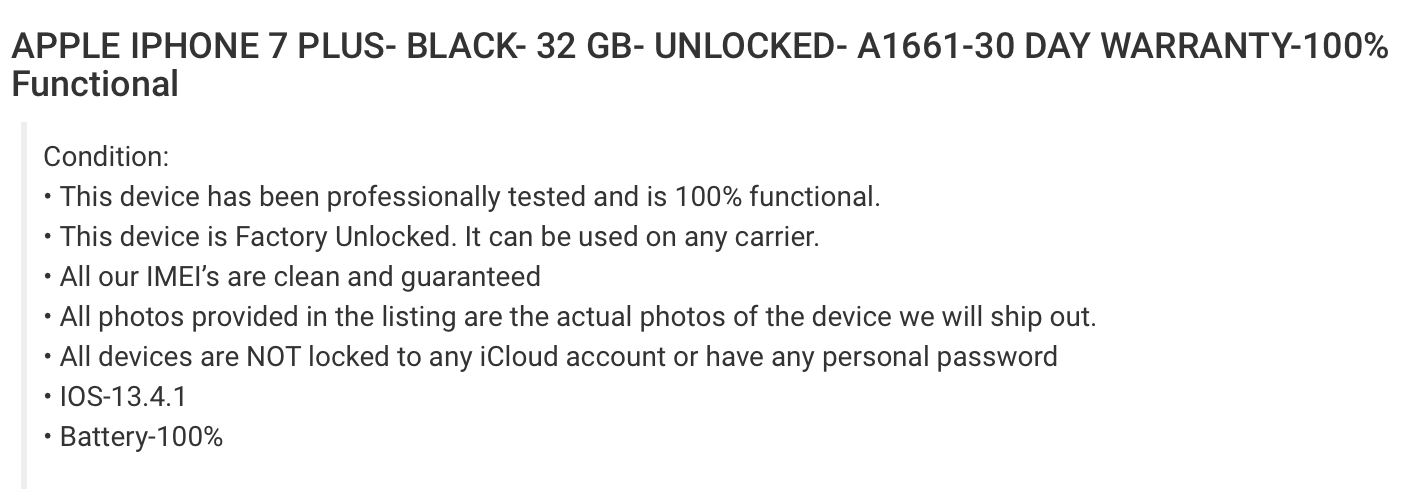 APPLE IPHONE 7 PLUS- BLACK- 32 GB- UNLOCKED- A1661-30 DAY WARRANTY-100%
Functional
Condition:
• This device has been professionally tested and is 100% functional.
• This device is Factory Unlocked. It can be used on any carrier.
• All our IMEI’s are clean and guaranteed
• All photos provided in the listing are the actual photos of the device we will ship out.
• All devices are NOT locked to any iCloud account or have any personal password
• IOS-13.4.1
• Battery-100%